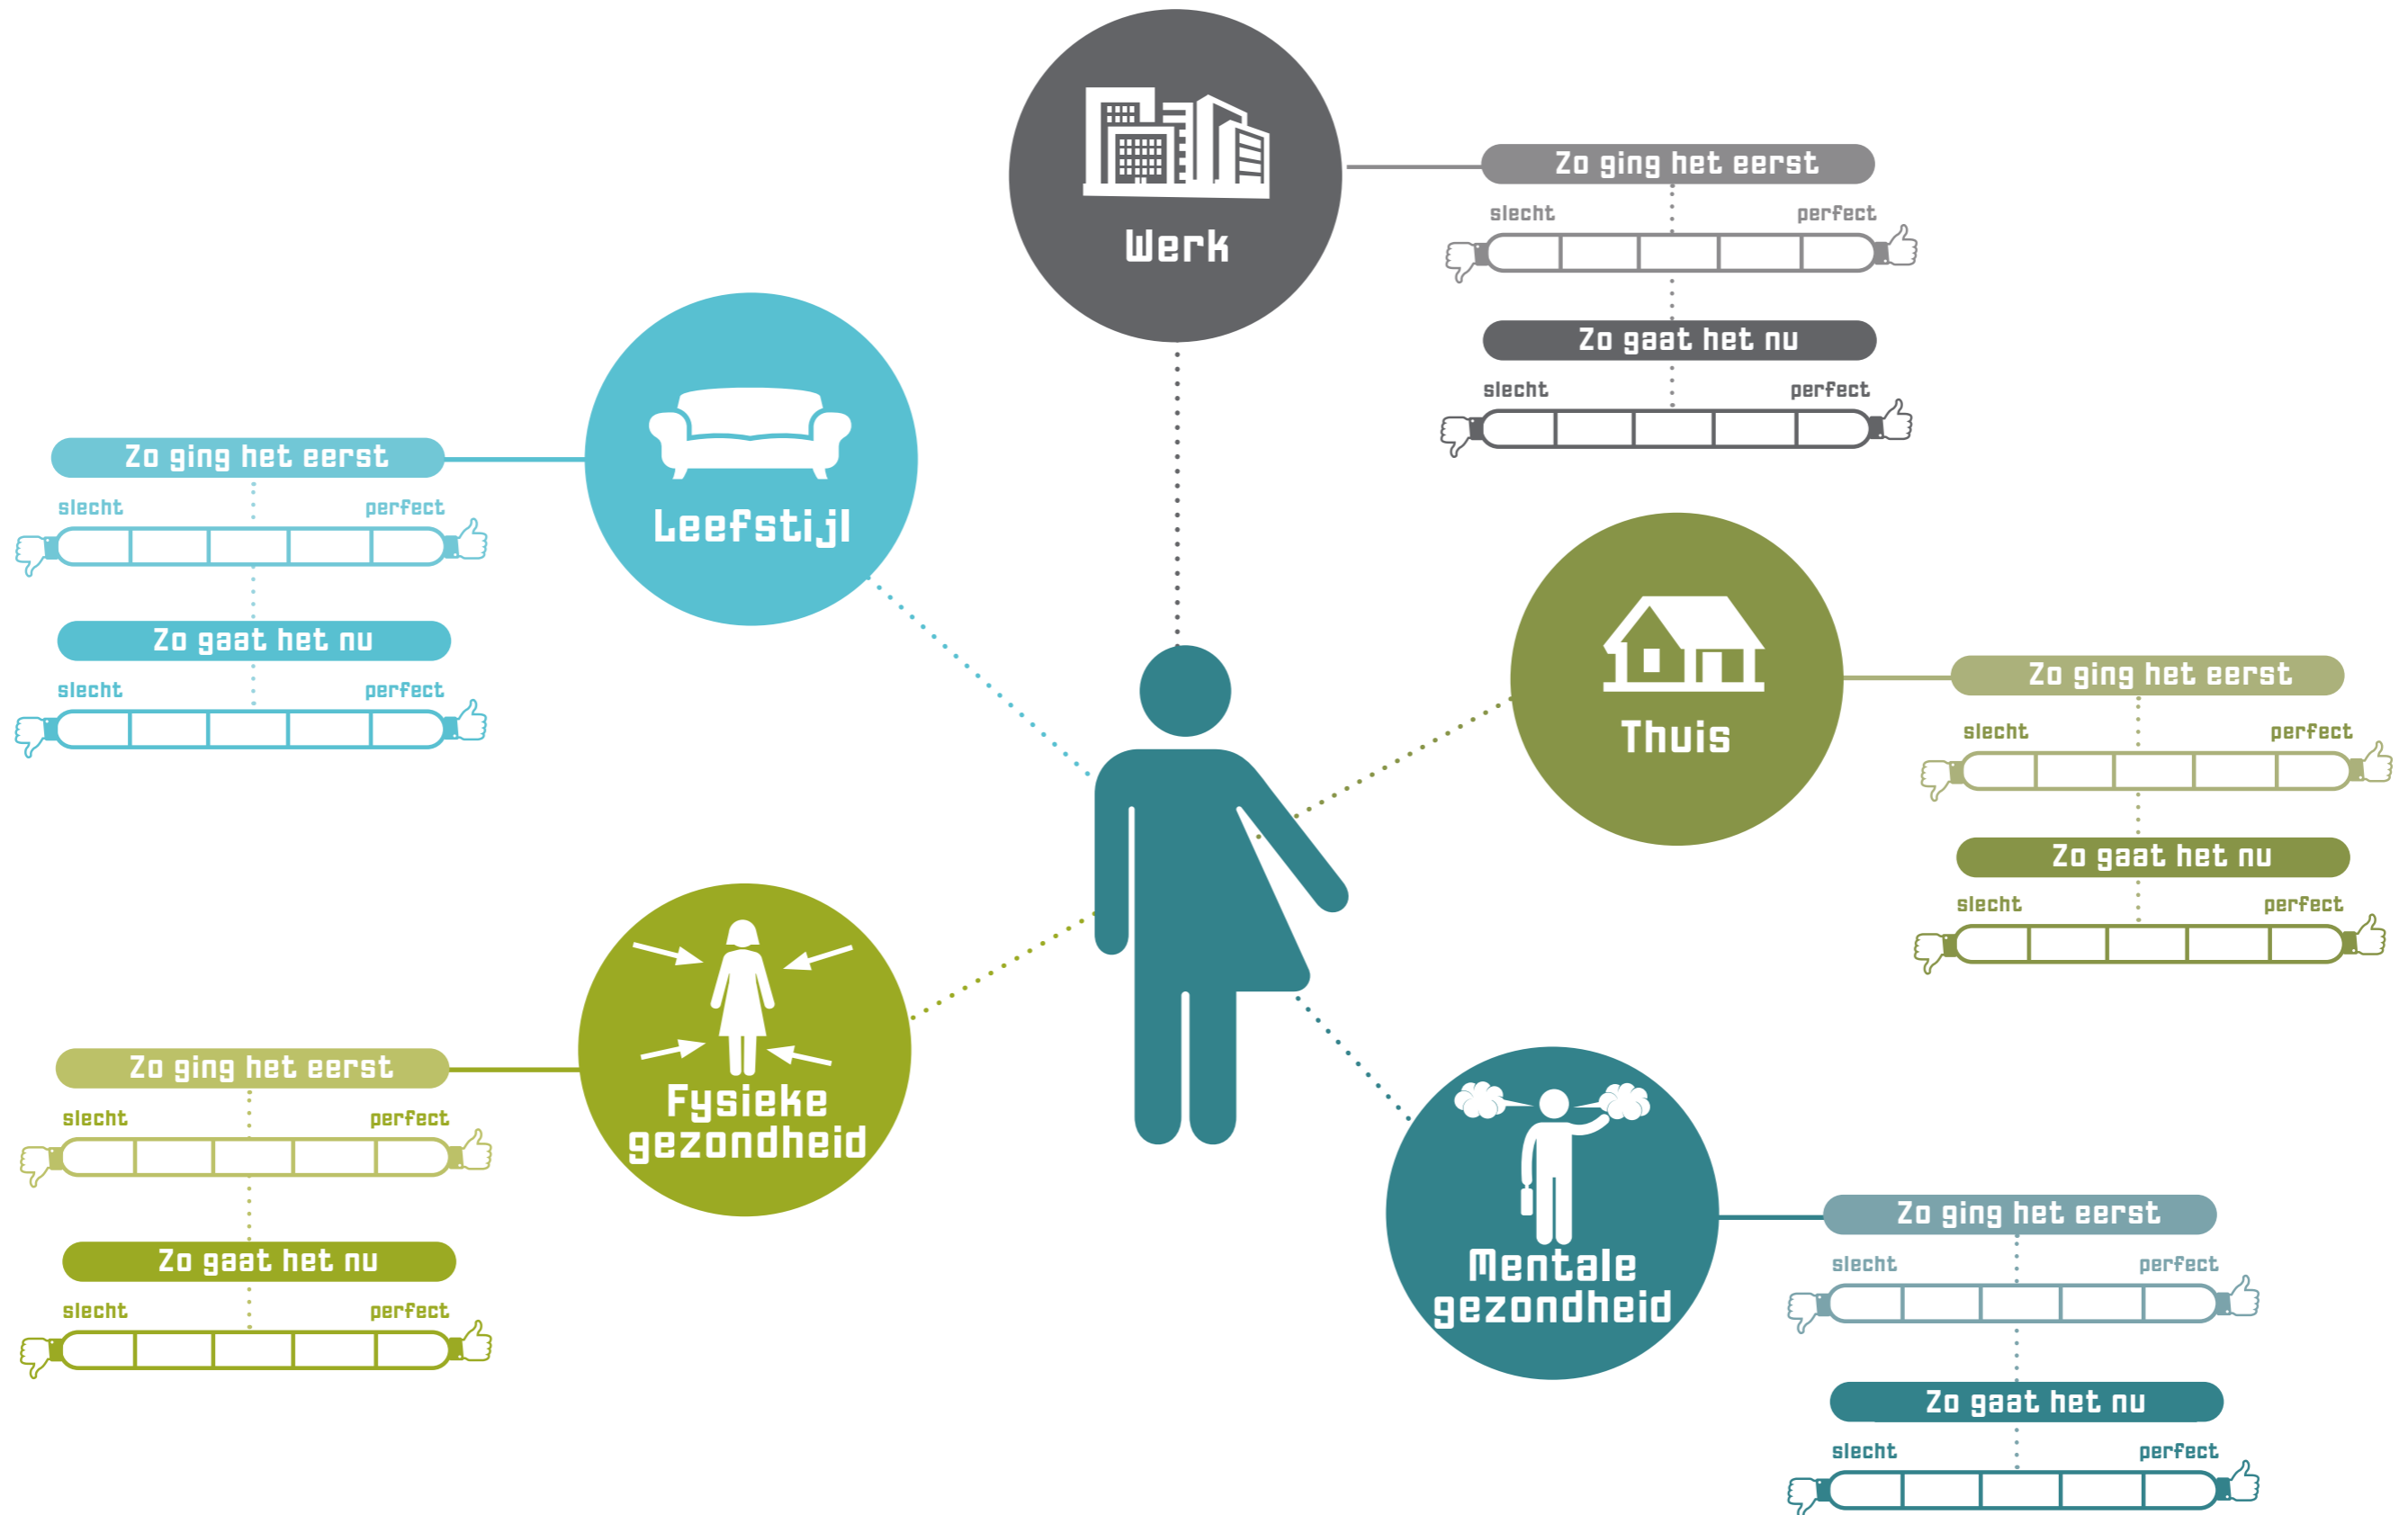 Werk
Zo ging het eerst
slecht perfect
Zo gaat het nu
slecht perfect
Leefstijl
Zo ging het eerst
slecht perfect
Zo gaat het nu
slecht perfect
Thuis
Zo ging het eerst
slecht perfect
Zo gaat het nu
slecht perfect
Fysieke
gezondheid
Zo ging het eerst
slecht perfect
Zo gaat het nu
slecht perfect
Mentale
gezondheid
Zo ging het eerst
slecht perfect
Zo gaat het nu
slecht perfect